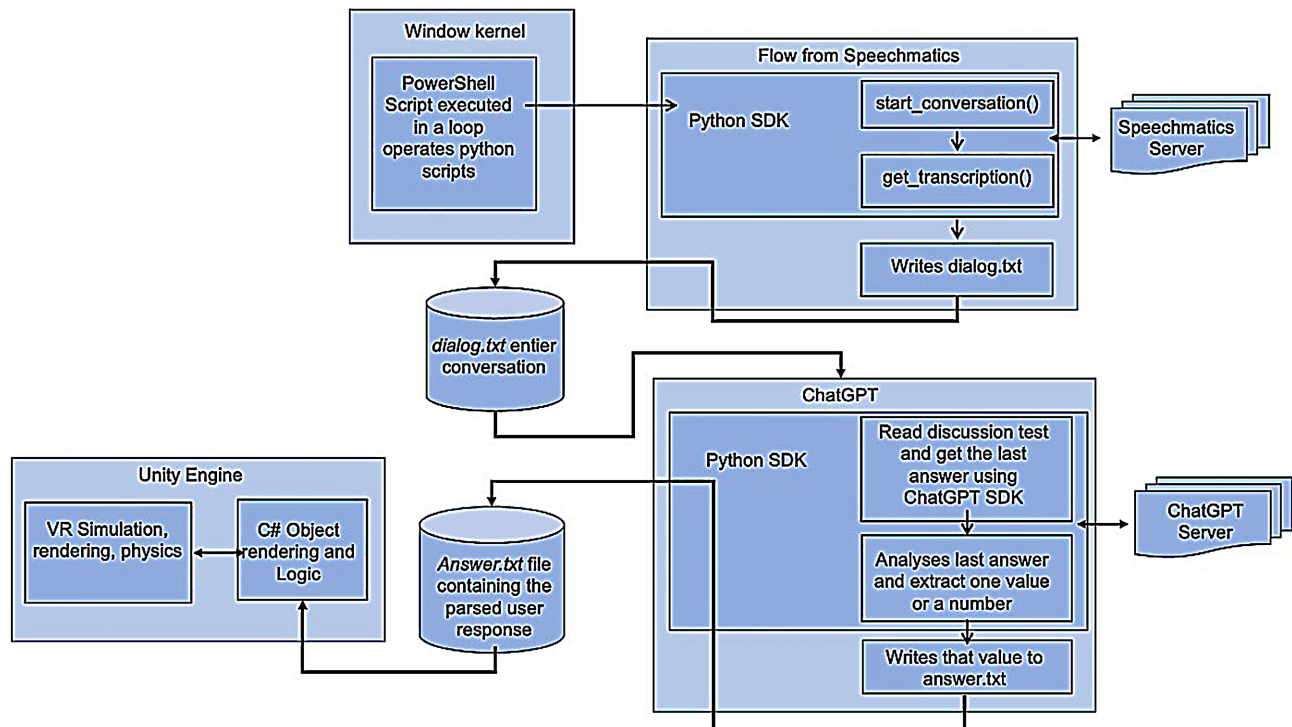 Window kernel
PowerShell
Script executed
in a loop
operates python
scripts
Flow from Speechmatics
Python SDK
start_conversation()
get_transcription()
Writes dialog.txt
Speechmatics
Server
dialog.txt entier
conversation
ChatGPT
Python SDK
Read discussion test
and get the last
answer using
ChatGPT SDK
Analyses last answer
and extract one value
or a number
Writes that value to
answer.txt
ChatGPT
Server
Unity Engine
VR Simulation,
rendering, physics
C# Object
rendering and
Logic
Answer.txt file
containing the
parsed user
response